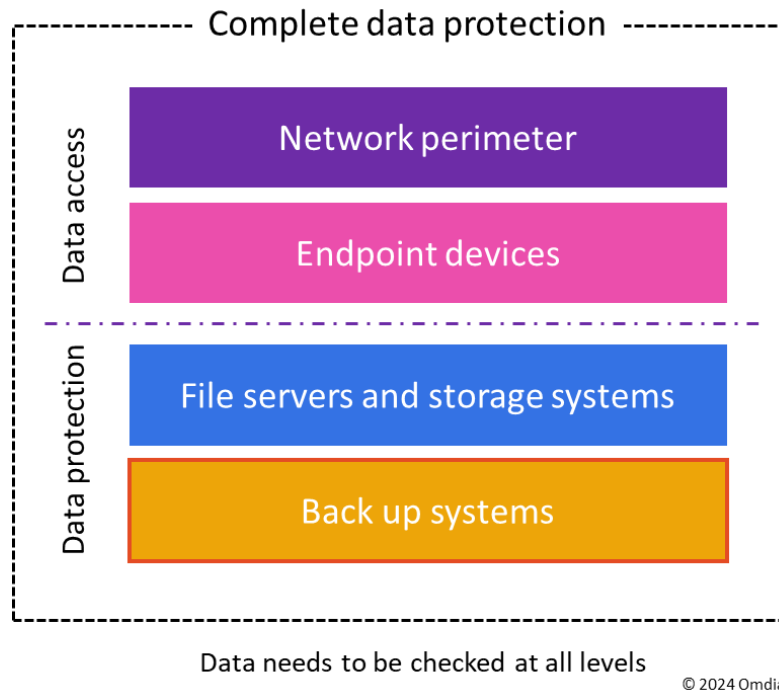 Complete data protection
Data access
Network perimeter
Endpoint devices
Data protection
File servers and storage systems
Back up systems
Data needs to be checked at all levels
© 2024 Omdia